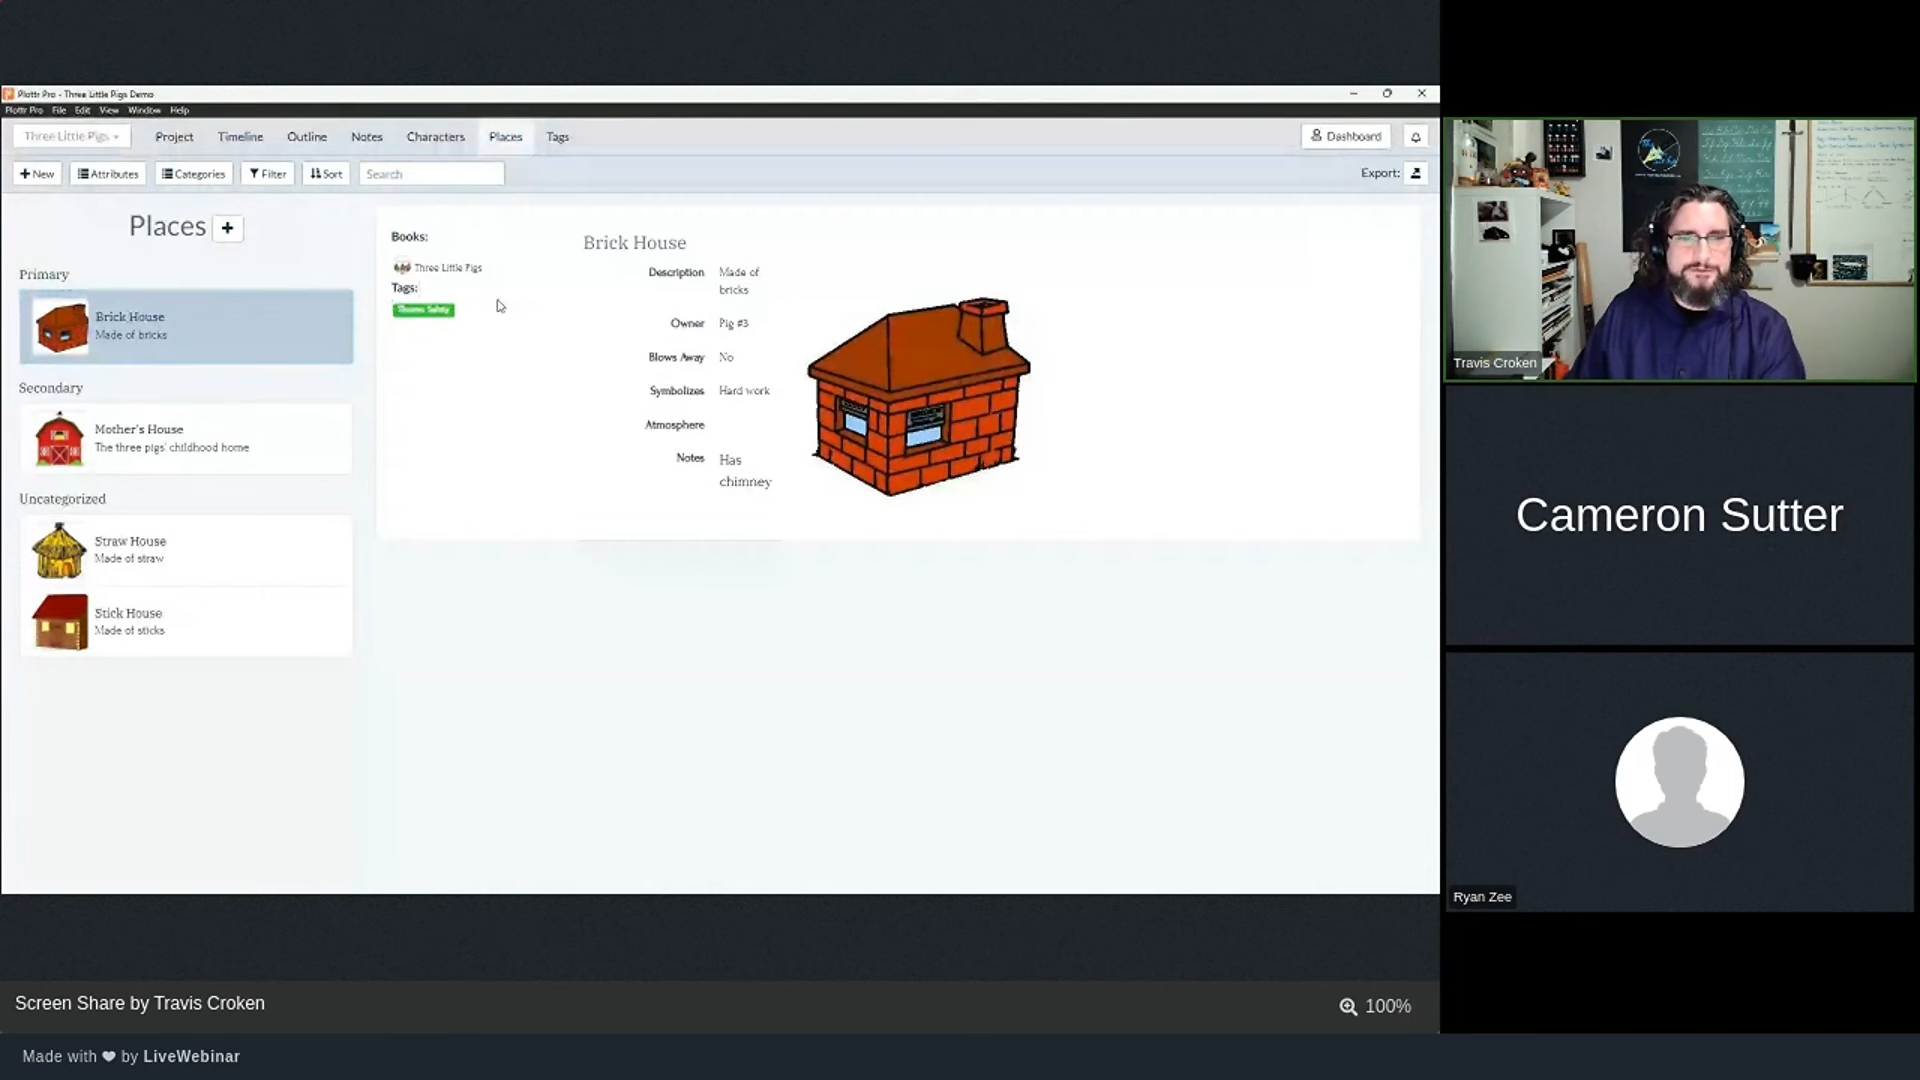 Plottr Pro - Three Little Pigs Demo
Plottr Pro File Edit View Window Help
Three Little Pigs Project Timeline Outline Notes Characters Places Tags Dashboard
New Attributes Categories Filter Sort Search Export:
Places
Primary
Brick House
Made of bricks
Secondary
Mother's House
The three pigs' childhood home
Uncategorized
Straw House
Made of straw
Stick House
Made of sticks
Books:
Three Little Pigs
Tags:
Theme: Safety
Brick House
Description Made of
bricks
Owner Pig #3
Blows Away No
Symbolizes Hard work
Atmosphere
Notes Has
chimney
Travis Croken
Cameron Sutter
Ryan Zee
Screen Share by Travis Croken
100%
Made with ❤ by LiveWebinar